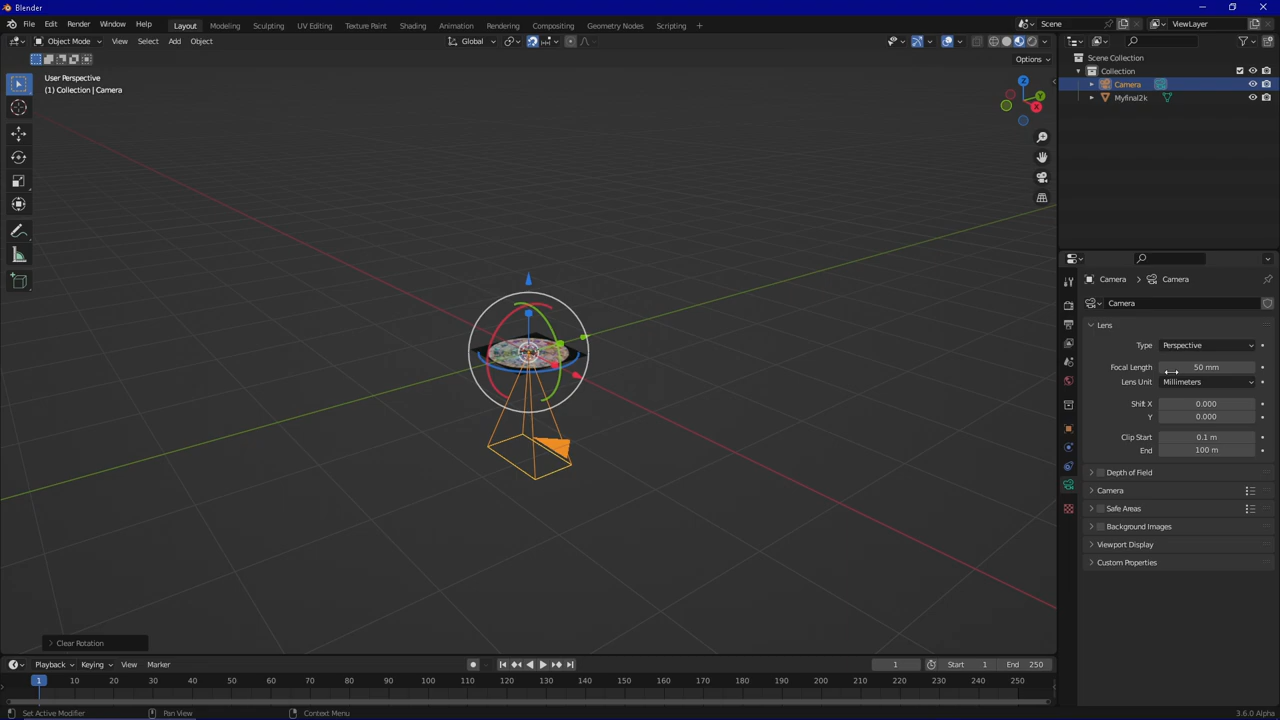 Blender
File Edit Render Window Help
Layout Modeling Sculpting UV Editing Texture Paint Shading Animation Rendering Compositing Geometry Nodes Scripting
Scene
ViewLayer
Object Mode View Select Add Object
Global
Options
User Perspective
(1) Collection | Camera
Z
Y
X
Scene Collection
Collection
Camera
Myfinal2k
Camera > Camera
Camera
Lens
Type Perspective
Focal Length 50 mm
Lens Unit Millimeters
Shift X 0.000
Y 0.000
Clip Start 0.1 m
End 100 m
Depth of Field
Camera
Safe Areas
Background Images
Viewport Display
Custom Properties
Clear Rotation
Playback Keying View Marker
1 Start 1 End 250
1 10 20 30 40 50 60 70 80 90 100 110 120 130 140 150 160 170 180 190 200 210 220 230 240 250
Set Active Modifier Pan View Context Menu 3.6.0 Alpha